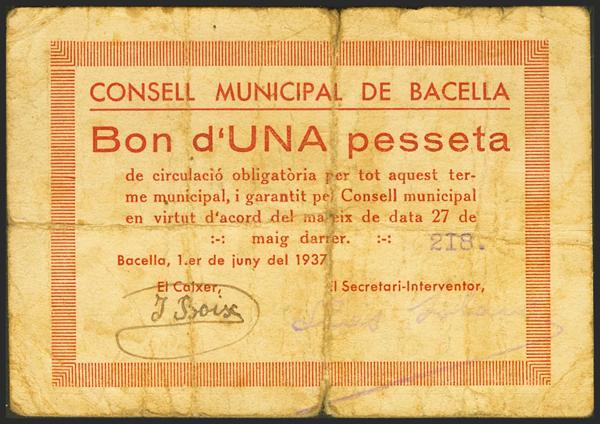 CONSELL MUNICIPAL DE BACELLA
Bon d'UNA pesseta
de circulació obligatòria per tot aquest ter-
me municipal, i garantit pel Consell municipal
en virtut d'acord del mateix de data 27 de
:-: maig darrer. :-: 218.
Bacella, 1.er de juny del 1937
El Caixer, l Secretari-Interventor,
J Boix